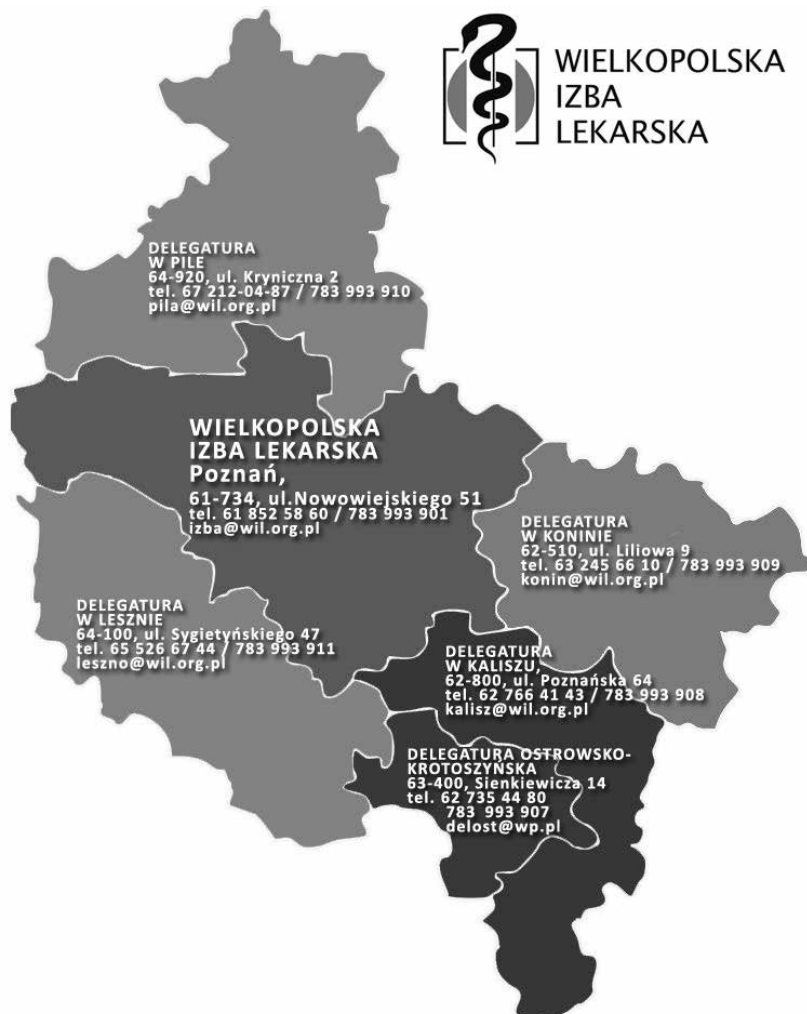 WIELKOPOLSKA
IZBA
LEKARSKA
DELEGATURA
W PILE
64-920, ul. Kryniczna 2
tel. 67 212-04-87 / 783 993 910
pila@wil.org.pl
WIELKOPOLSKA
IZBA LEKARSKA
Poznań,
61-734, ul.Nowowiejskiego 51
tel. 61 852 58 60 / 783 993 901
izba@wil.org.pl
DELEGATURA
W KONINIE
62-510, ul. Liliowa 9
tel. 63 245 66 10 / 783 993 909
konin@wil.org.pl
DELEGATURA
W LESZNIE
64-100, ul. Sygietyńskiego 47
tel. 65 526 67 44 / 783 993 911
leszno@wil.org.pl
DELEGATURA
W KALISZU,
62-800, ul. Poznańska 64
tel. 62 766 41 43 / 783 993 908
kalisz@wil.org.pl
DELEGATURA OSTROWSKO-
KROTOSZYŃSKA
63-400, Sienkiewicza 14
tel. 62 735 44 80
783 993 907
delost@wp.pl